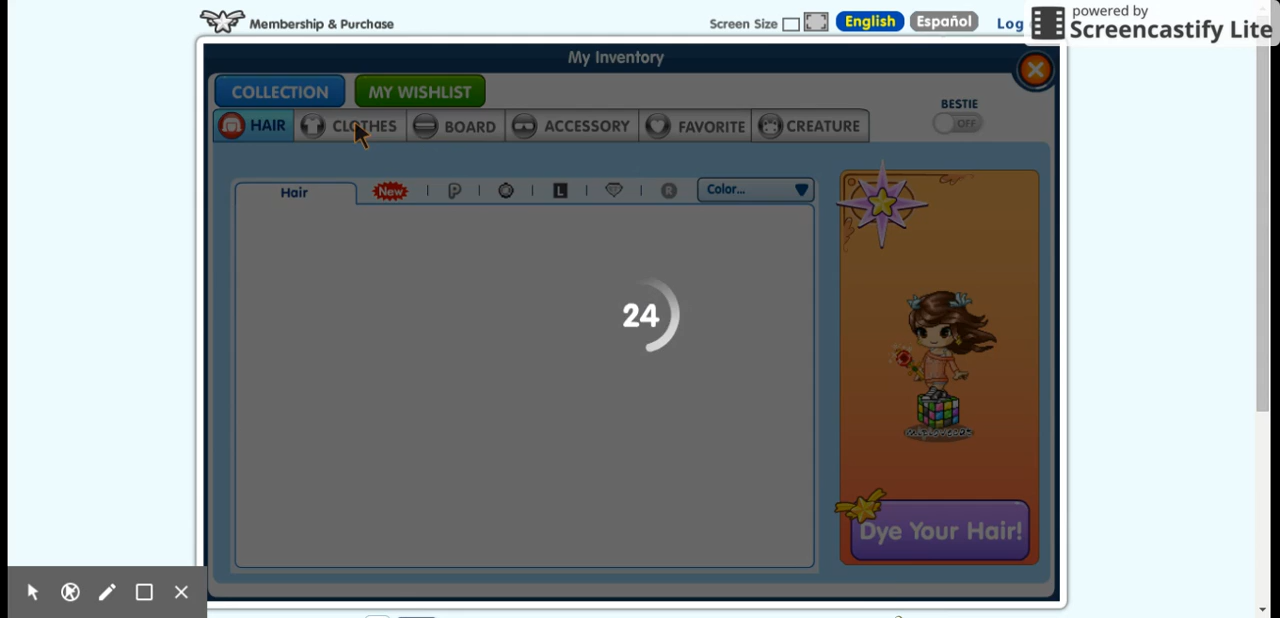 Membership & Purchase
Screen Size
English
Español
Log
powered by
Screencastify Lite
My Inventory
COLLECTION
MY WISHLIST
BESTIE
OFF
HAIR
CLOTHES
BOARD
ACCESSORY
FAVORITE
CREATURE
Hair
New
P
L
R
Color...
24
Dye Your Hair!